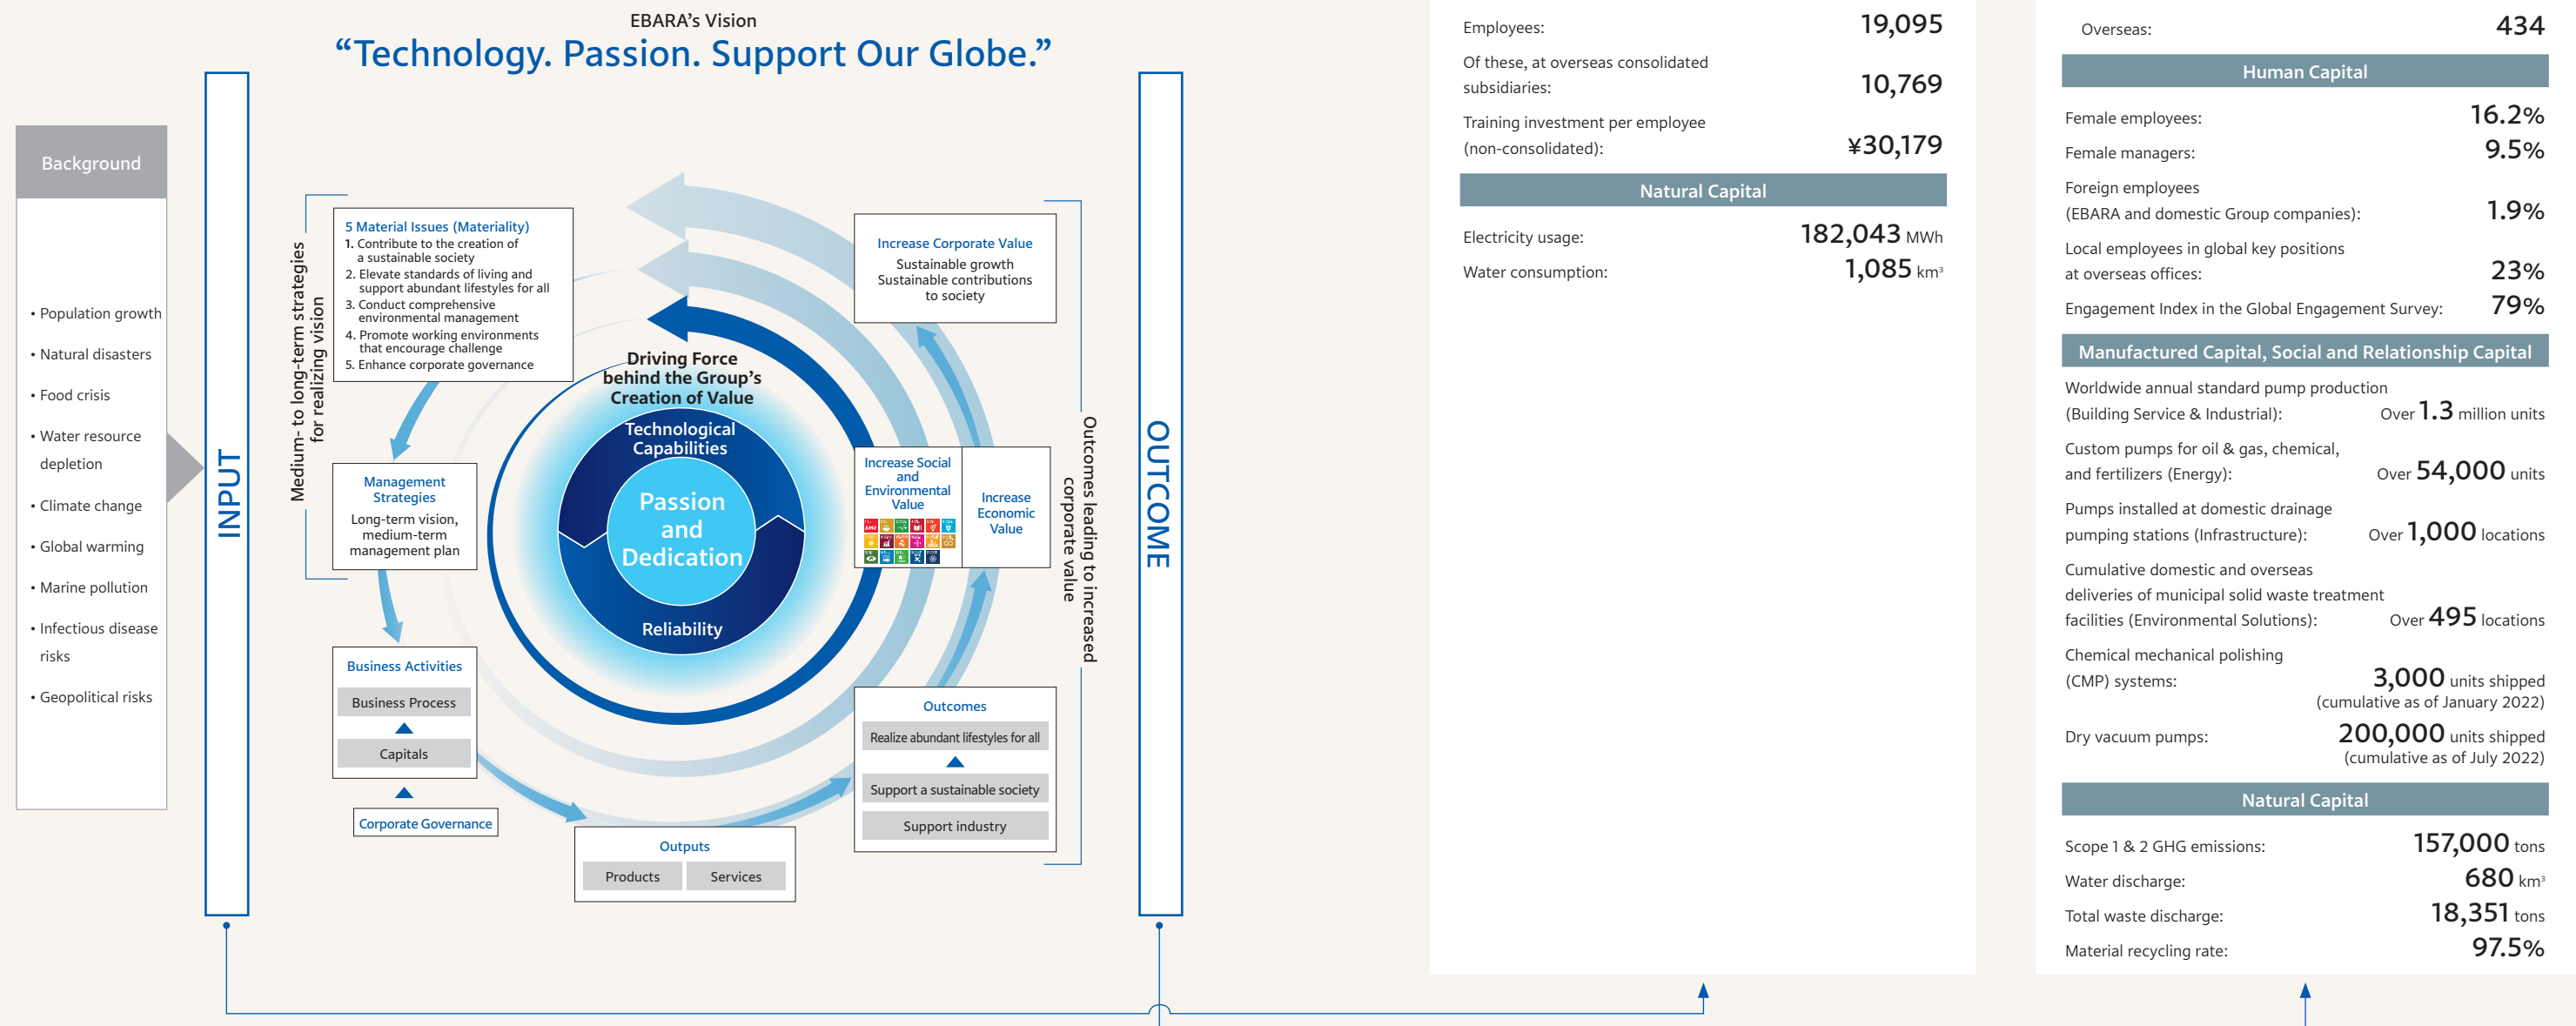 EBARA's Vision
“Technology. Passion. Support Our Globe.”
Background
• Population growth
• Natural disasters
• Food crisis
• Water resource
depletion
• Climate change
• Global warming
• Marine pollution
• Infectious disease
risks
• Geopolitical risks
INPUT
Medium- to long-term strategies
for realizing vision
5 Material Issues (Materiality)
1. Contribute to the creation of
a sustainable society
2. Elevate standards of living and
support abundant lifestyles for all
3. Conduct comprehensive
environmental management
4. Promote working environments
that encourage challenge
5. Enhance corporate governance
Management
Strategies
Long-term vision,
medium-term
management plan
Business Activities
Business Process
Capitals
Corporate Governance
Driving Force
behind the Group's
Creation of Value
Technological
Capabilities
Passion
and
Dedication
Reliability
Outputs
Products
Services
Increase Corporate Value
Sustainable growth
Sustainable contributions
to society
Increase Social
and
Environmental
Value
Increase
Economic
Value
Outcomes
Realize abundant lifestyles for all
Support a sustainable society
Support industry
Outcomes leading to increased
corporate value
OUTCOME
Employees: 19,095
Of these, at overseas consolidated
subsidiaries: 10,769
Training investment per employee
(non-consolidated): ¥30,179
Natural Capital
Electricity usage: 182,043 MWh
Water consumption: 1,085 km³
Overseas: 434
Human Capital
Female employees: 16.2%
Female managers: 9.5%
Foreign employees
(EBARA and domestic Group companies): 1.9%
Local employees in global key positions
at overseas offices: 23%
Engagement Index in the Global Engagement Survey: 79%
Manufactured Capital, Social and Relationship Capital
Worldwide annual standard pump production
(Building Service & Industrial): Over 1.3 million units
Custom pumps for oil & gas, chemical,
and fertilizers (Energy): Over 54,000 units
Pumps installed at domestic drainage
pumping stations (Infrastructure): Over 1,000 locations
Cumulative domestic and overseas
deliveries of municipal solid waste treatment
facilities (Environmental Solutions): Over 495 locations
Chemical mechanical polishing
(CMP) systems: 3,000 units shipped
(cumulative as of January 2022)
Dry vacuum pumps: 200,000 units shipped
(cumulative as of July 2022)
Natural Capital
Scope 1 & 2 GHG emissions: 157,000 tons
Water discharge: 680 km³
Total waste discharge: 18,351 tons
Material recycling rate: 97.5%